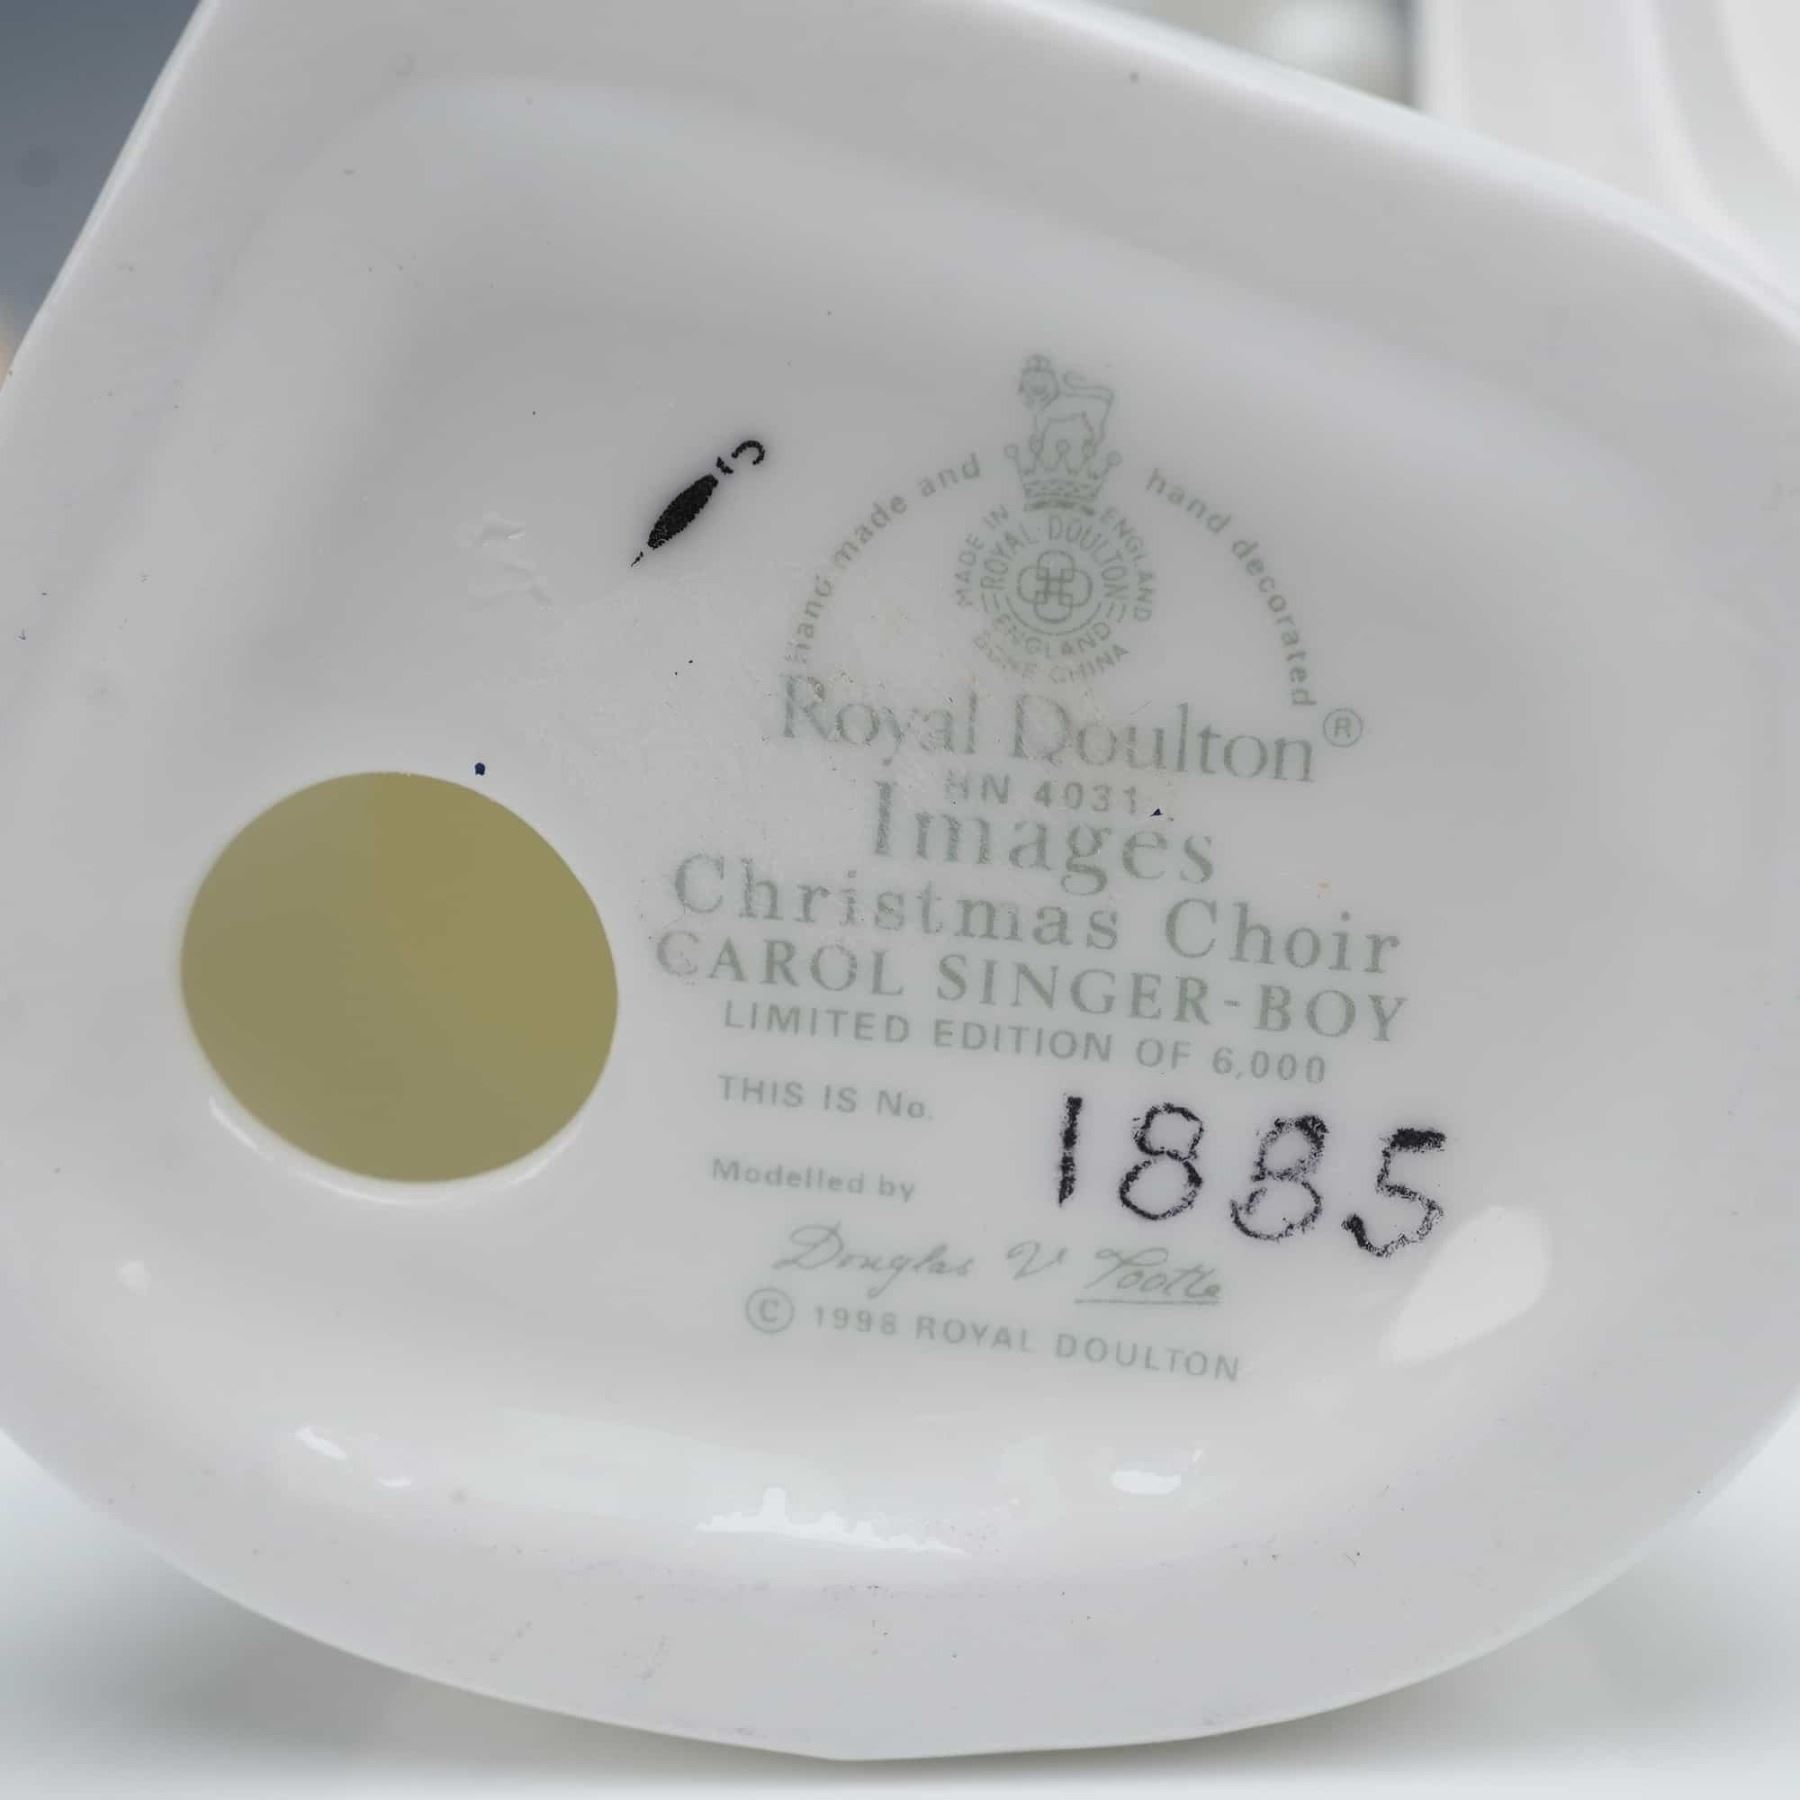 hand made and hand decorated
MADE IN ENGLAND
ROYAL DOULTON
ENGLAND
BONE CHINA
Royal Doulton®
HN 4031
Images
Christmas Choir
CAROL SINGER-BOY
LIMITED EDITION OF 6,000
THIS IS No. 1885
Modelled by
Douglas V Tootle
© 1998 ROYAL DOULTON